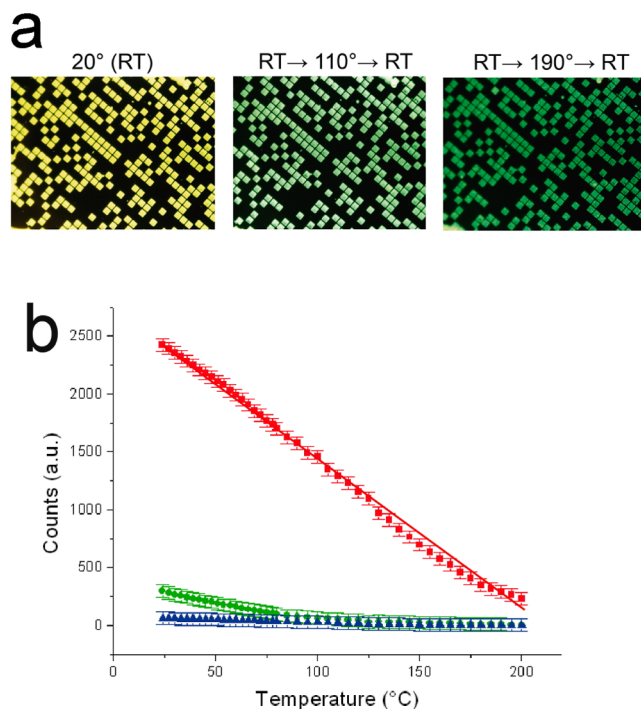 a
20° (RT)
RT→ 110°→ RT
RT→ 190°→ RT
b
2500
2000
1500
1000
500
0
Counts (a.u.)
0
50
100
150
200
Temperature (°C)